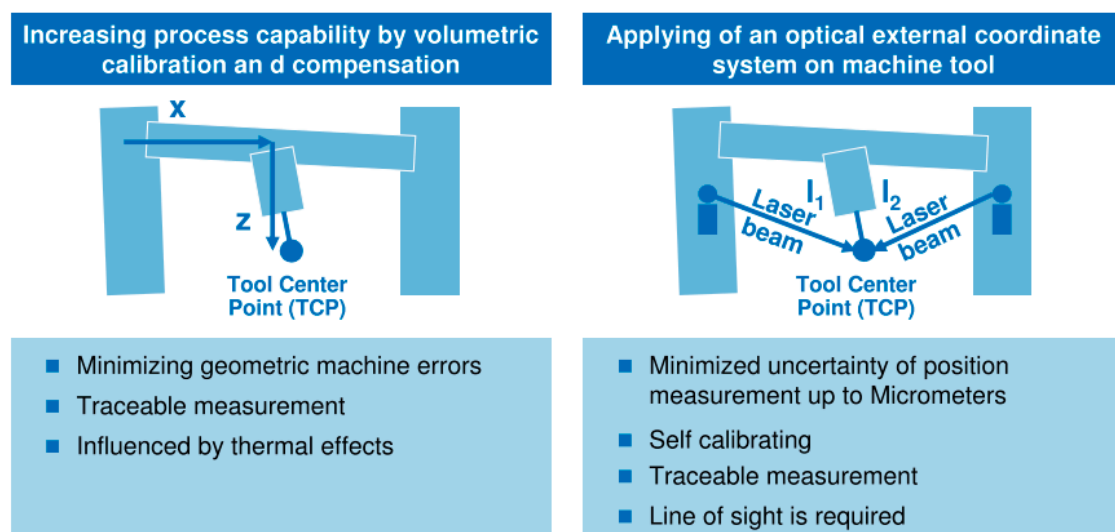 Increasing process capability by volumetric
calibration an d compensation
X
Z
Tool Center
Point (TCP)
Minimizing geometric machine errors
Traceable measurement
Influenced by thermal effects
Applying of an optical external coordinate
system on machine tool
l1
l2
Laser
beam
Laser
beam
Tool Center
Point (TCP)
Minimized uncertainty of position
measurement up to Micrometers
Self calibrating
Traceable measurement
Line of sight is required